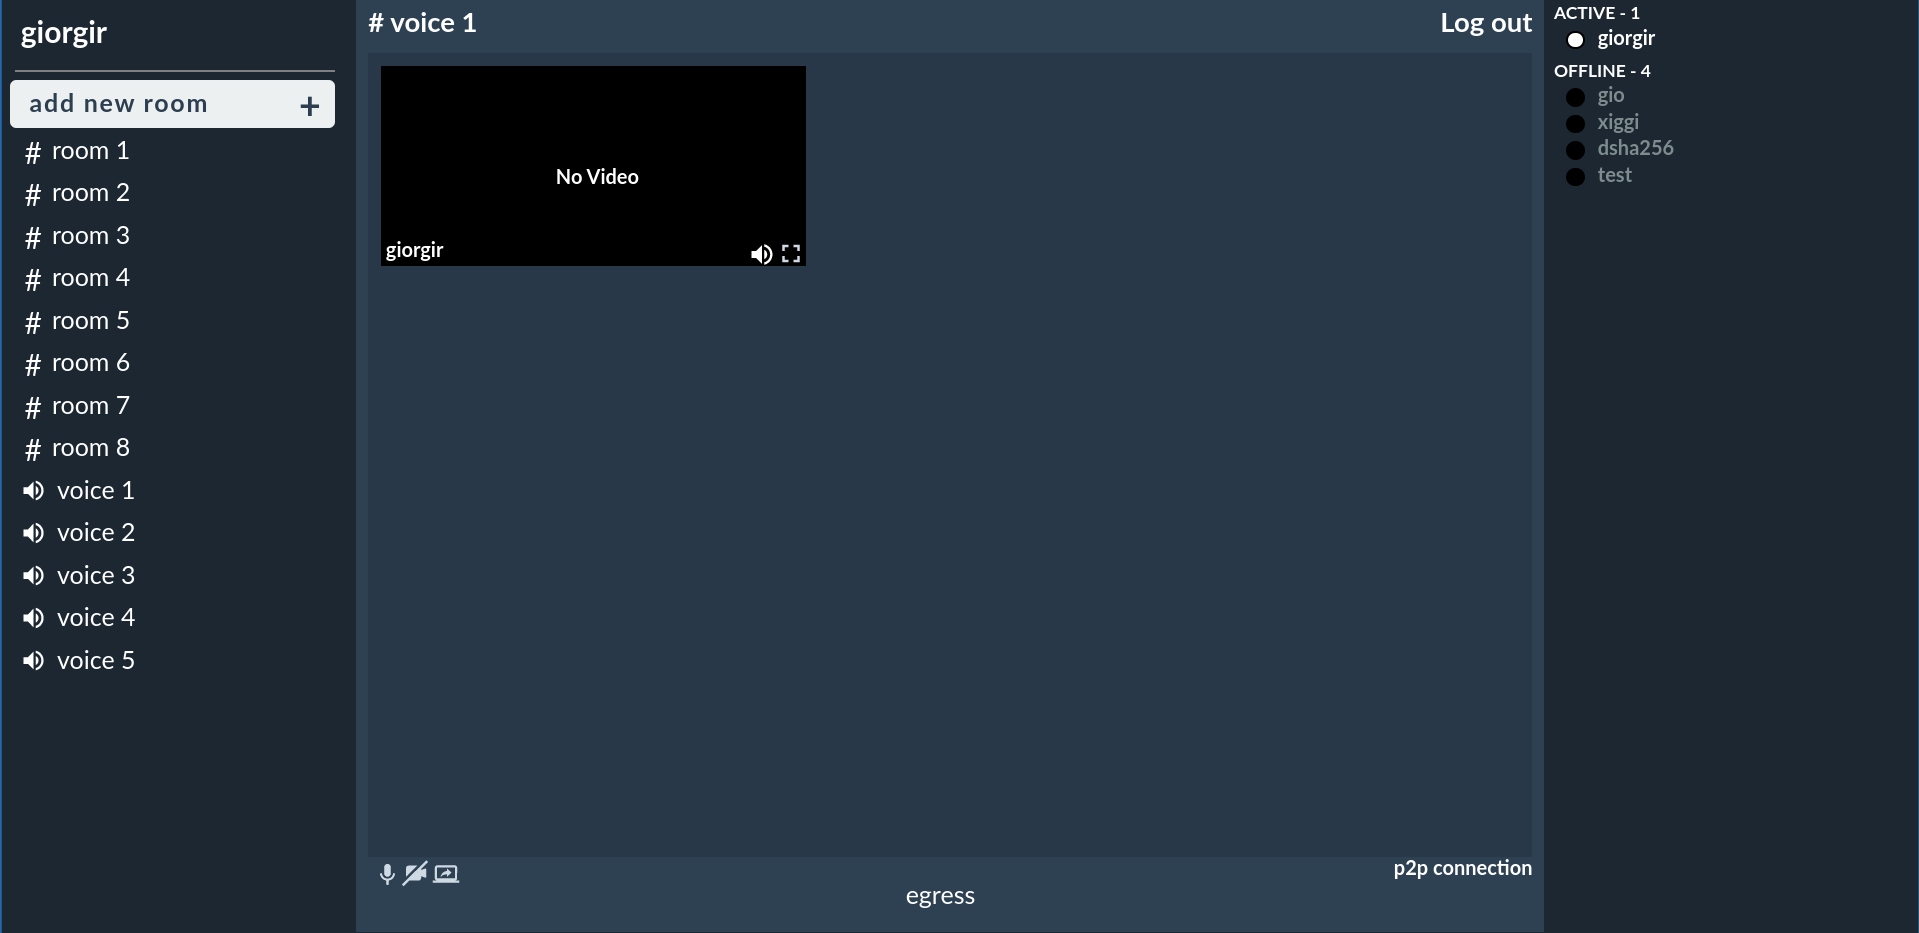 giorgir
add new room +
# room 1
# room 2
# room 3
# room 4
# room 5
# room 6
# room 7
# room 8
voice 1
voice 2
voice 3
voice 4
voice 5
# voice 1
Log out
No Video
giorgir
p2p connection
egress
ACTIVE - 1
giorgir
OFFLINE - 4
gio
xiggi
dsha256
test